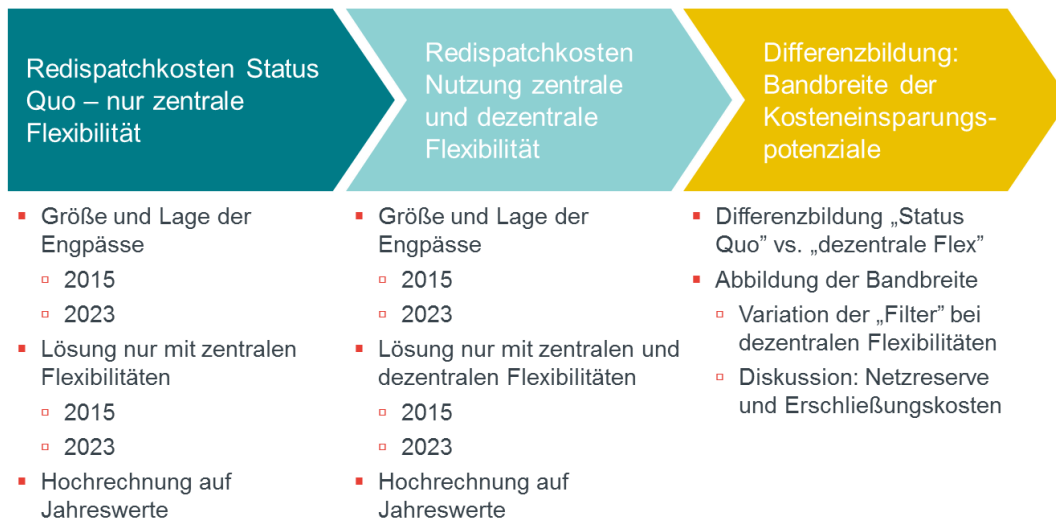 Redispatchkosten Status
Quo – nur zentrale
Flexibilität
Redispatchkosten
Nutzung zentrale
und dezentrale
Flexibilität
Differenzbildung:
Bandbreite der
Kosteneinsparungs-
potenziale
Größe und Lage der
Engpässe
2015
2023
Lösung nur mit zentralen
Flexibilitäten
2015
2023
Hochrechnung auf
Jahreswerte
Größe und Lage der
Engpässe
2015
2023
Lösung nur mit zentralen und
dezentralen Flexibilitäten
2015
2023
Hochrechnung auf
Jahreswerte
Differenzbildung „Status
Quo” vs. „dezentrale Flex”
Abbildung der Bandbreite
Variation der „Filter” bei
dezentralen Flexibilitäten
Diskussion: Netzreserve
und Erschließungskosten